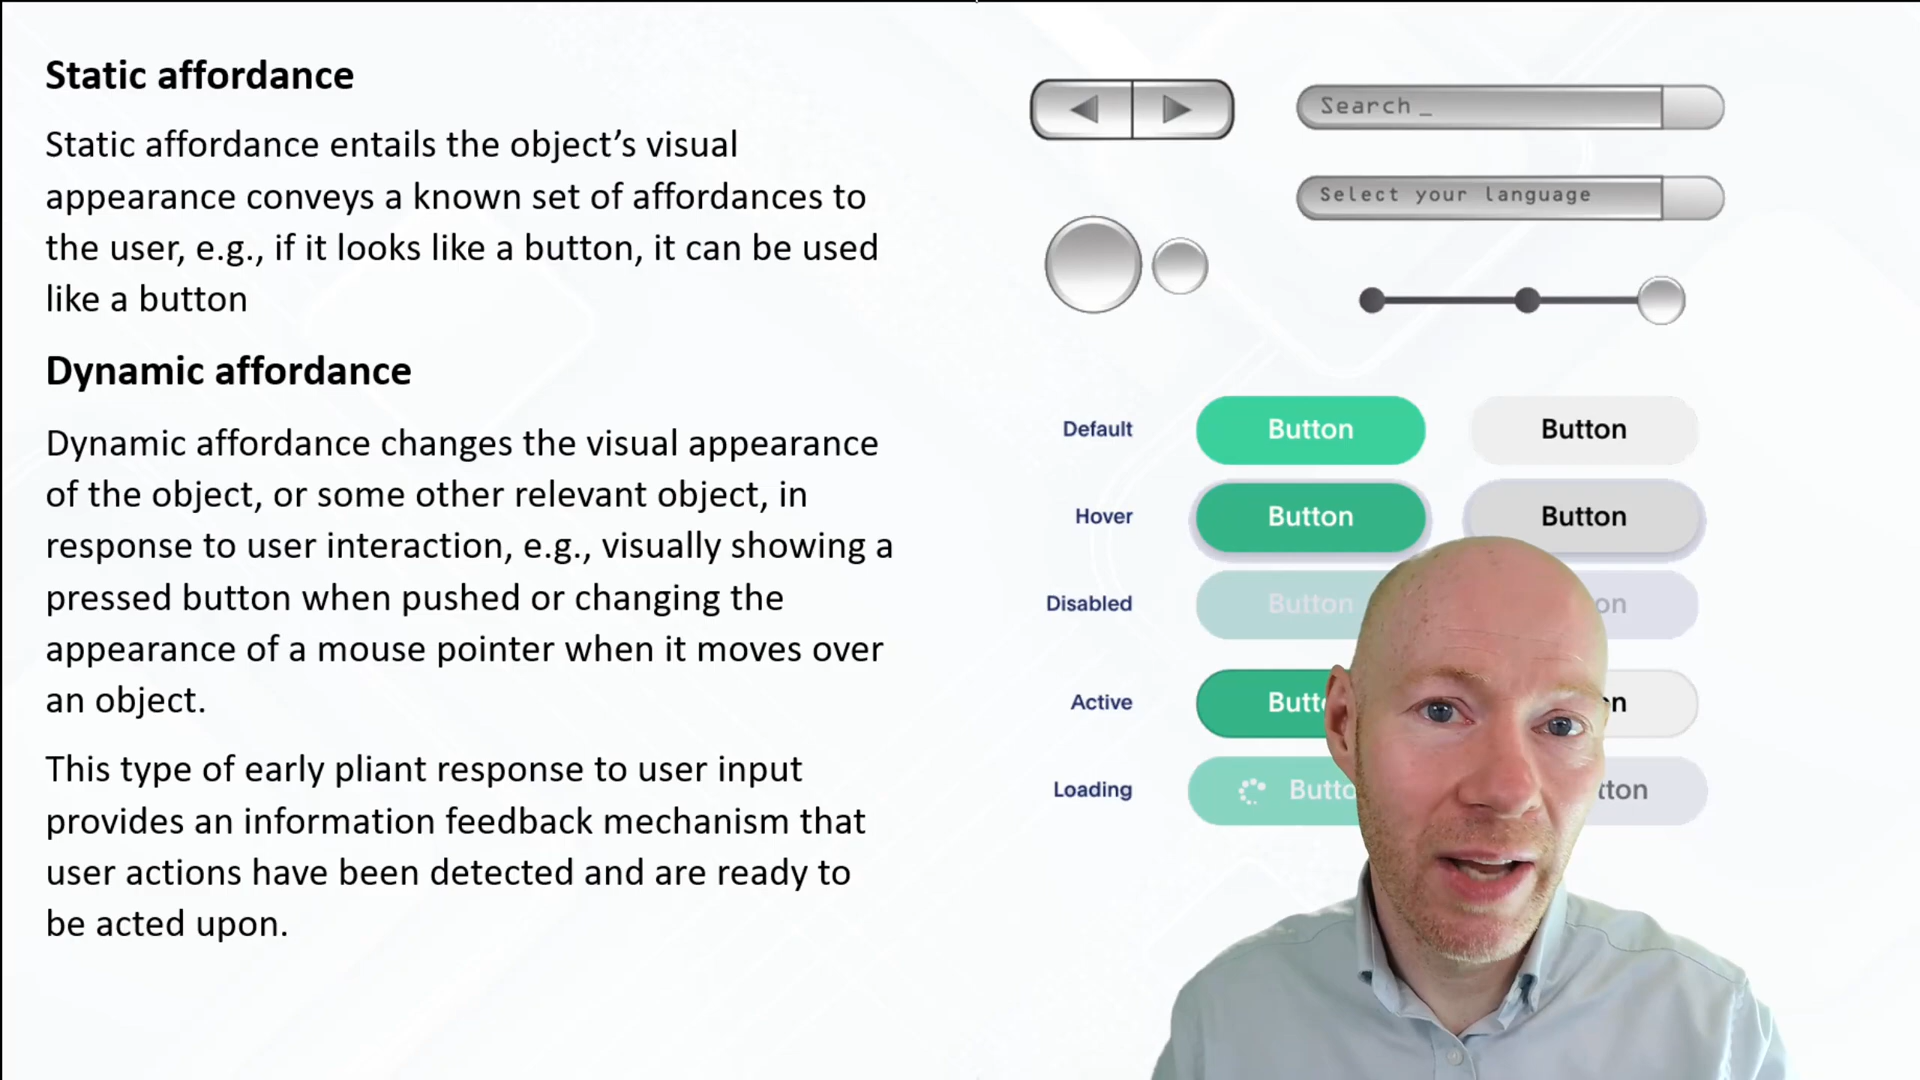 Static affordance
Static affordance entails the object’s visual
appearance conveys a known set of affordances to
the user, e.g., if it looks like a button, it can be used
like a button
Dynamic affordance
Dynamic affordance changes the visual appearance
of the object, or some other relevant object, in
response to user interaction, e.g., visually showing a
pressed button when pushed or changing the
appearance of a mouse pointer when it moves over
an object.
This type of early pliant response to user input
provides an information feedback mechanism that
user actions have been detected and are ready to
be acted upon.
Search _
Select your language
Default Button Button
Hover Button Button
Disabled Button
Active
Loading